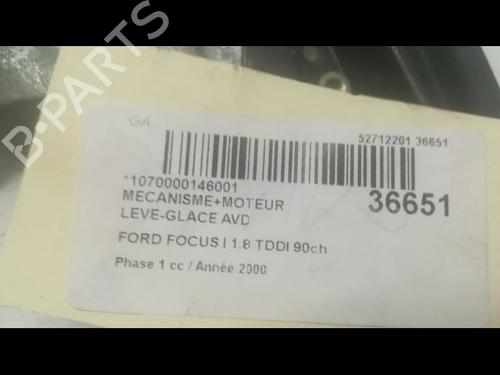 GA
52712201 36651
*1070000146001
36651
MECANISME+MOTEUR
LEVE-GLACE AVD
FORD FOCUS I 1.8 TDDI 90ch
Phase 1 cc / Année 2000